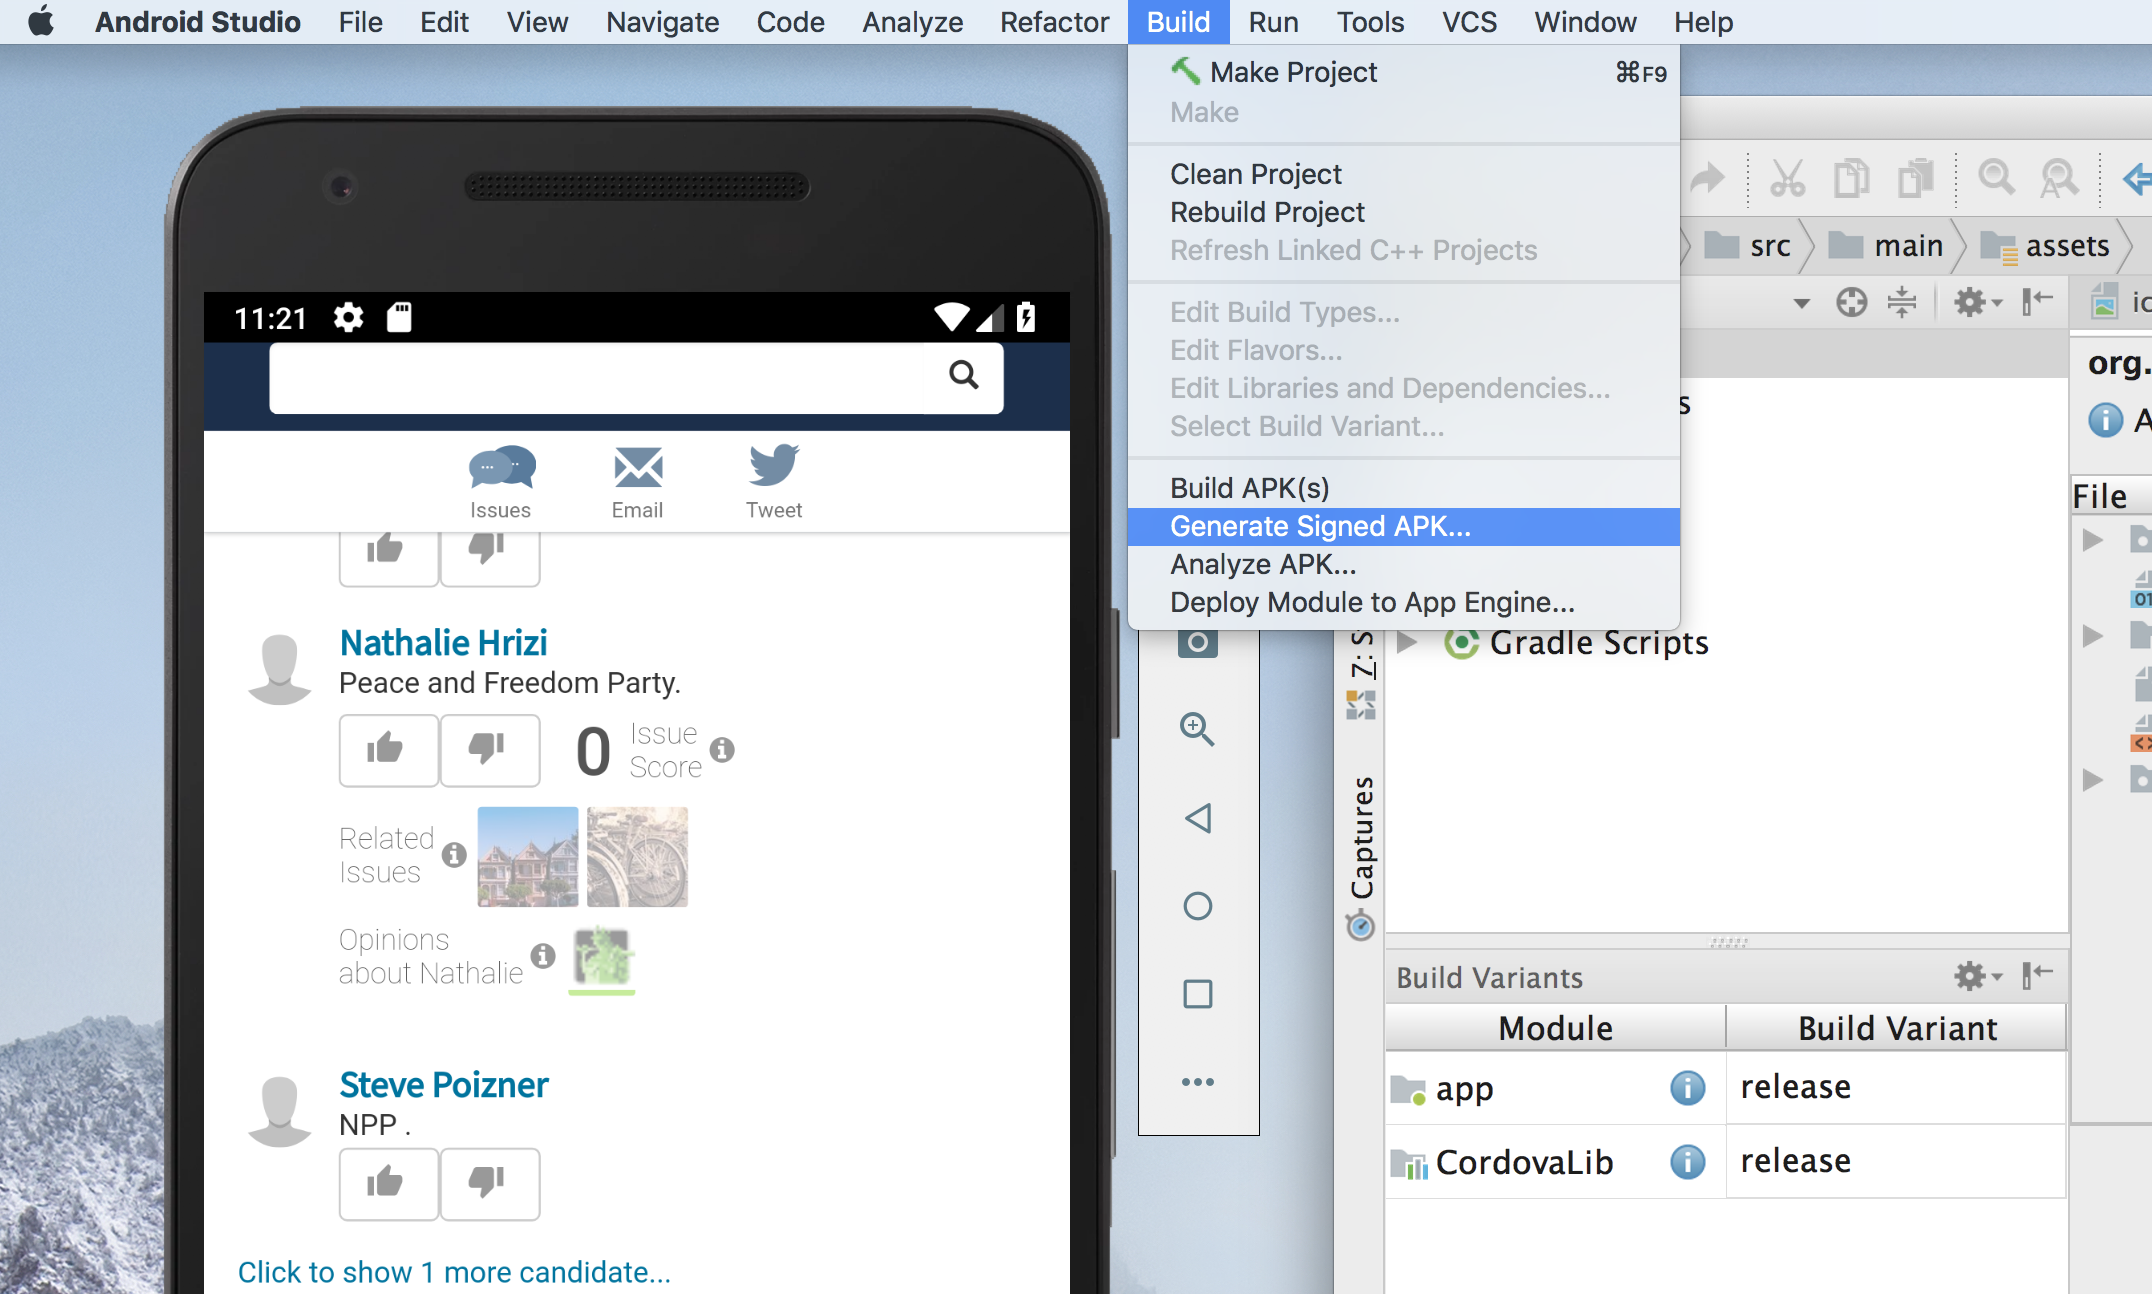 Android Studio File Edit View Navigate Code Analyze Refactor Build Run Tools VCS Window Help
Make Project ⌘F9
Make
Clean Project
Rebuild Project
Refresh Linked C++ Projects
Edit Build Types...
Edit Flavors...
Edit Libraries and Dependencies...
Select Build Variant...
Build APK(s)
Generate Signed APK...
Analyze APK...
Deploy Module to App Engine...
11:21
Issues Email Tweet
Nathalie Hrizi
Peace and Freedom Party.
0 Issue
Score
Related
Issues
Opinions
about Nathalie
Steve Poizner
NPP .
Click to show 1 more candidate...
src main assets
org.
File
Gradle Scripts
Captures
Build Variants
Module Build Variant
app release
CordovaLib release